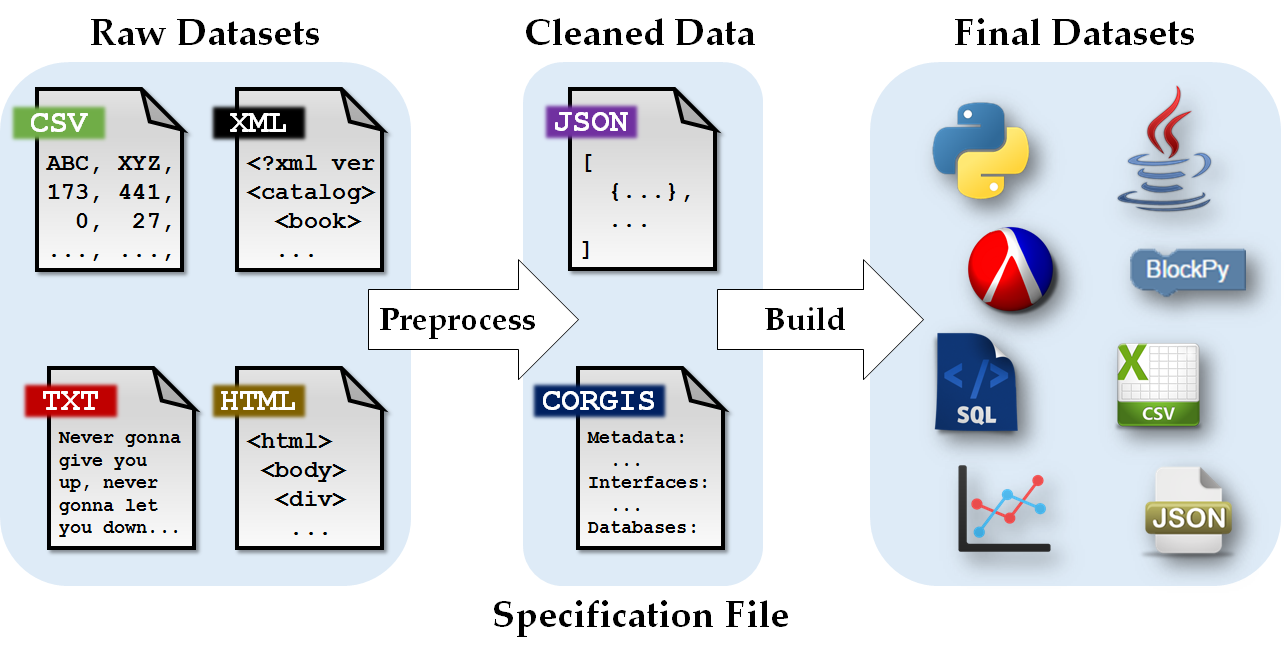 Raw Datasets
Cleaned Data
Final Datasets
CSV
ABC, XYZ,
173, 441,
0, 27,
..., ...,
XML
<?xml ver
<catalog>
<book>
...
JSON
[
{...},
...
]
Preprocess
Build
TXT
Never gonna
give you
up, never
gonna let
you down...
HTML
<html>
<body>
<div>
...
CORGIS
Metadata:
...
Interfaces:
...
Databases:
BlockPy
</>
SQL
X
CSV
JSON
Specification File